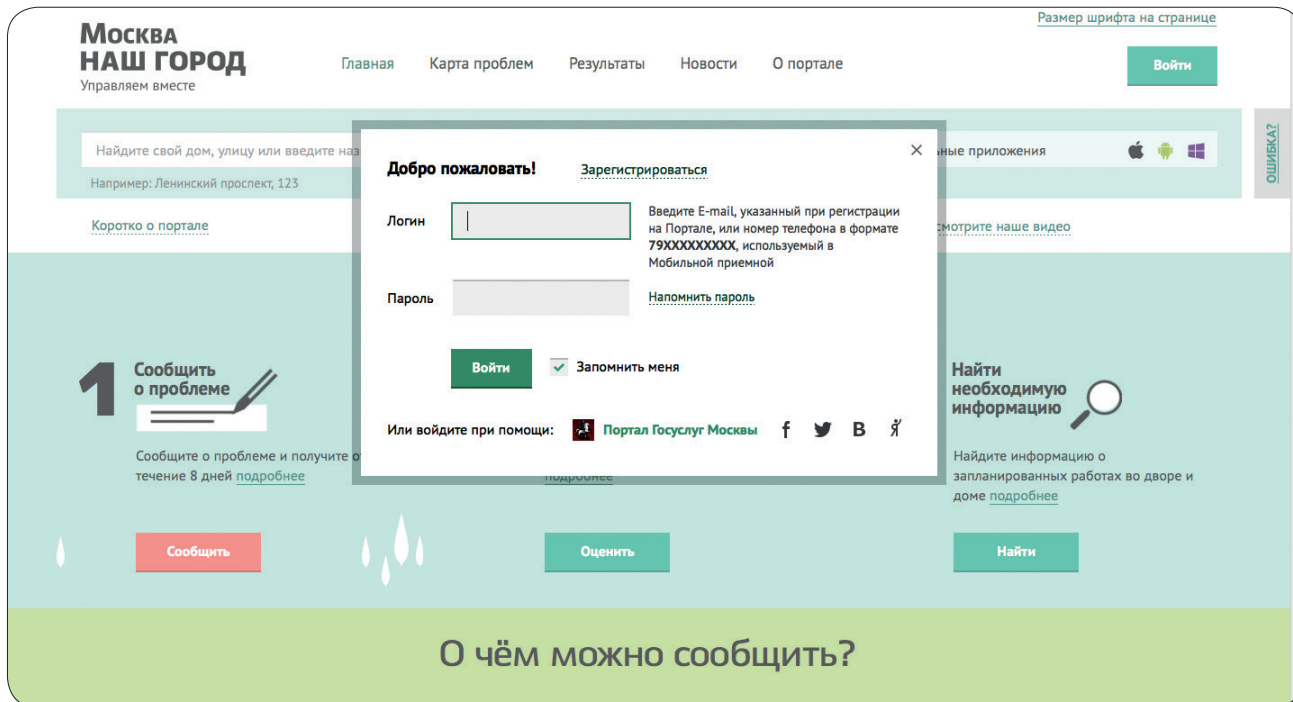 Размер шрифта на странице
Москва
НАШ ГОРОД
Управляем вместе
Главная Карта проблем Результаты Новости О портале
Войти
Найдите свой дом, улицу или введите
приложения
Например: Ленинский проспект, 123
ОШИБКА?
Коротко о портале
наше видео
Добро пожаловать! Зарегистрироваться ×
Логин
Введите E-mail, указанный при регистрации
на Портале, или номер телефона в формате
79XXXXXXXXX, используемый в
Мобильной приемной
Пароль
Напомнить пароль
Войти Запомнить меня
Или войдите при помощи: Портал Госуслуг Москвы f B Я
1
Сообщить
о проблеме
Сообщите о проблеме и получите
течение 8 дней подробнее
Сообщить
подробнее
Оценить
Найти
необходимую
информацию
Найдите информацию о
запланированных работах во дворе и
доме подробнее
Найти
О чём можно сообщить?